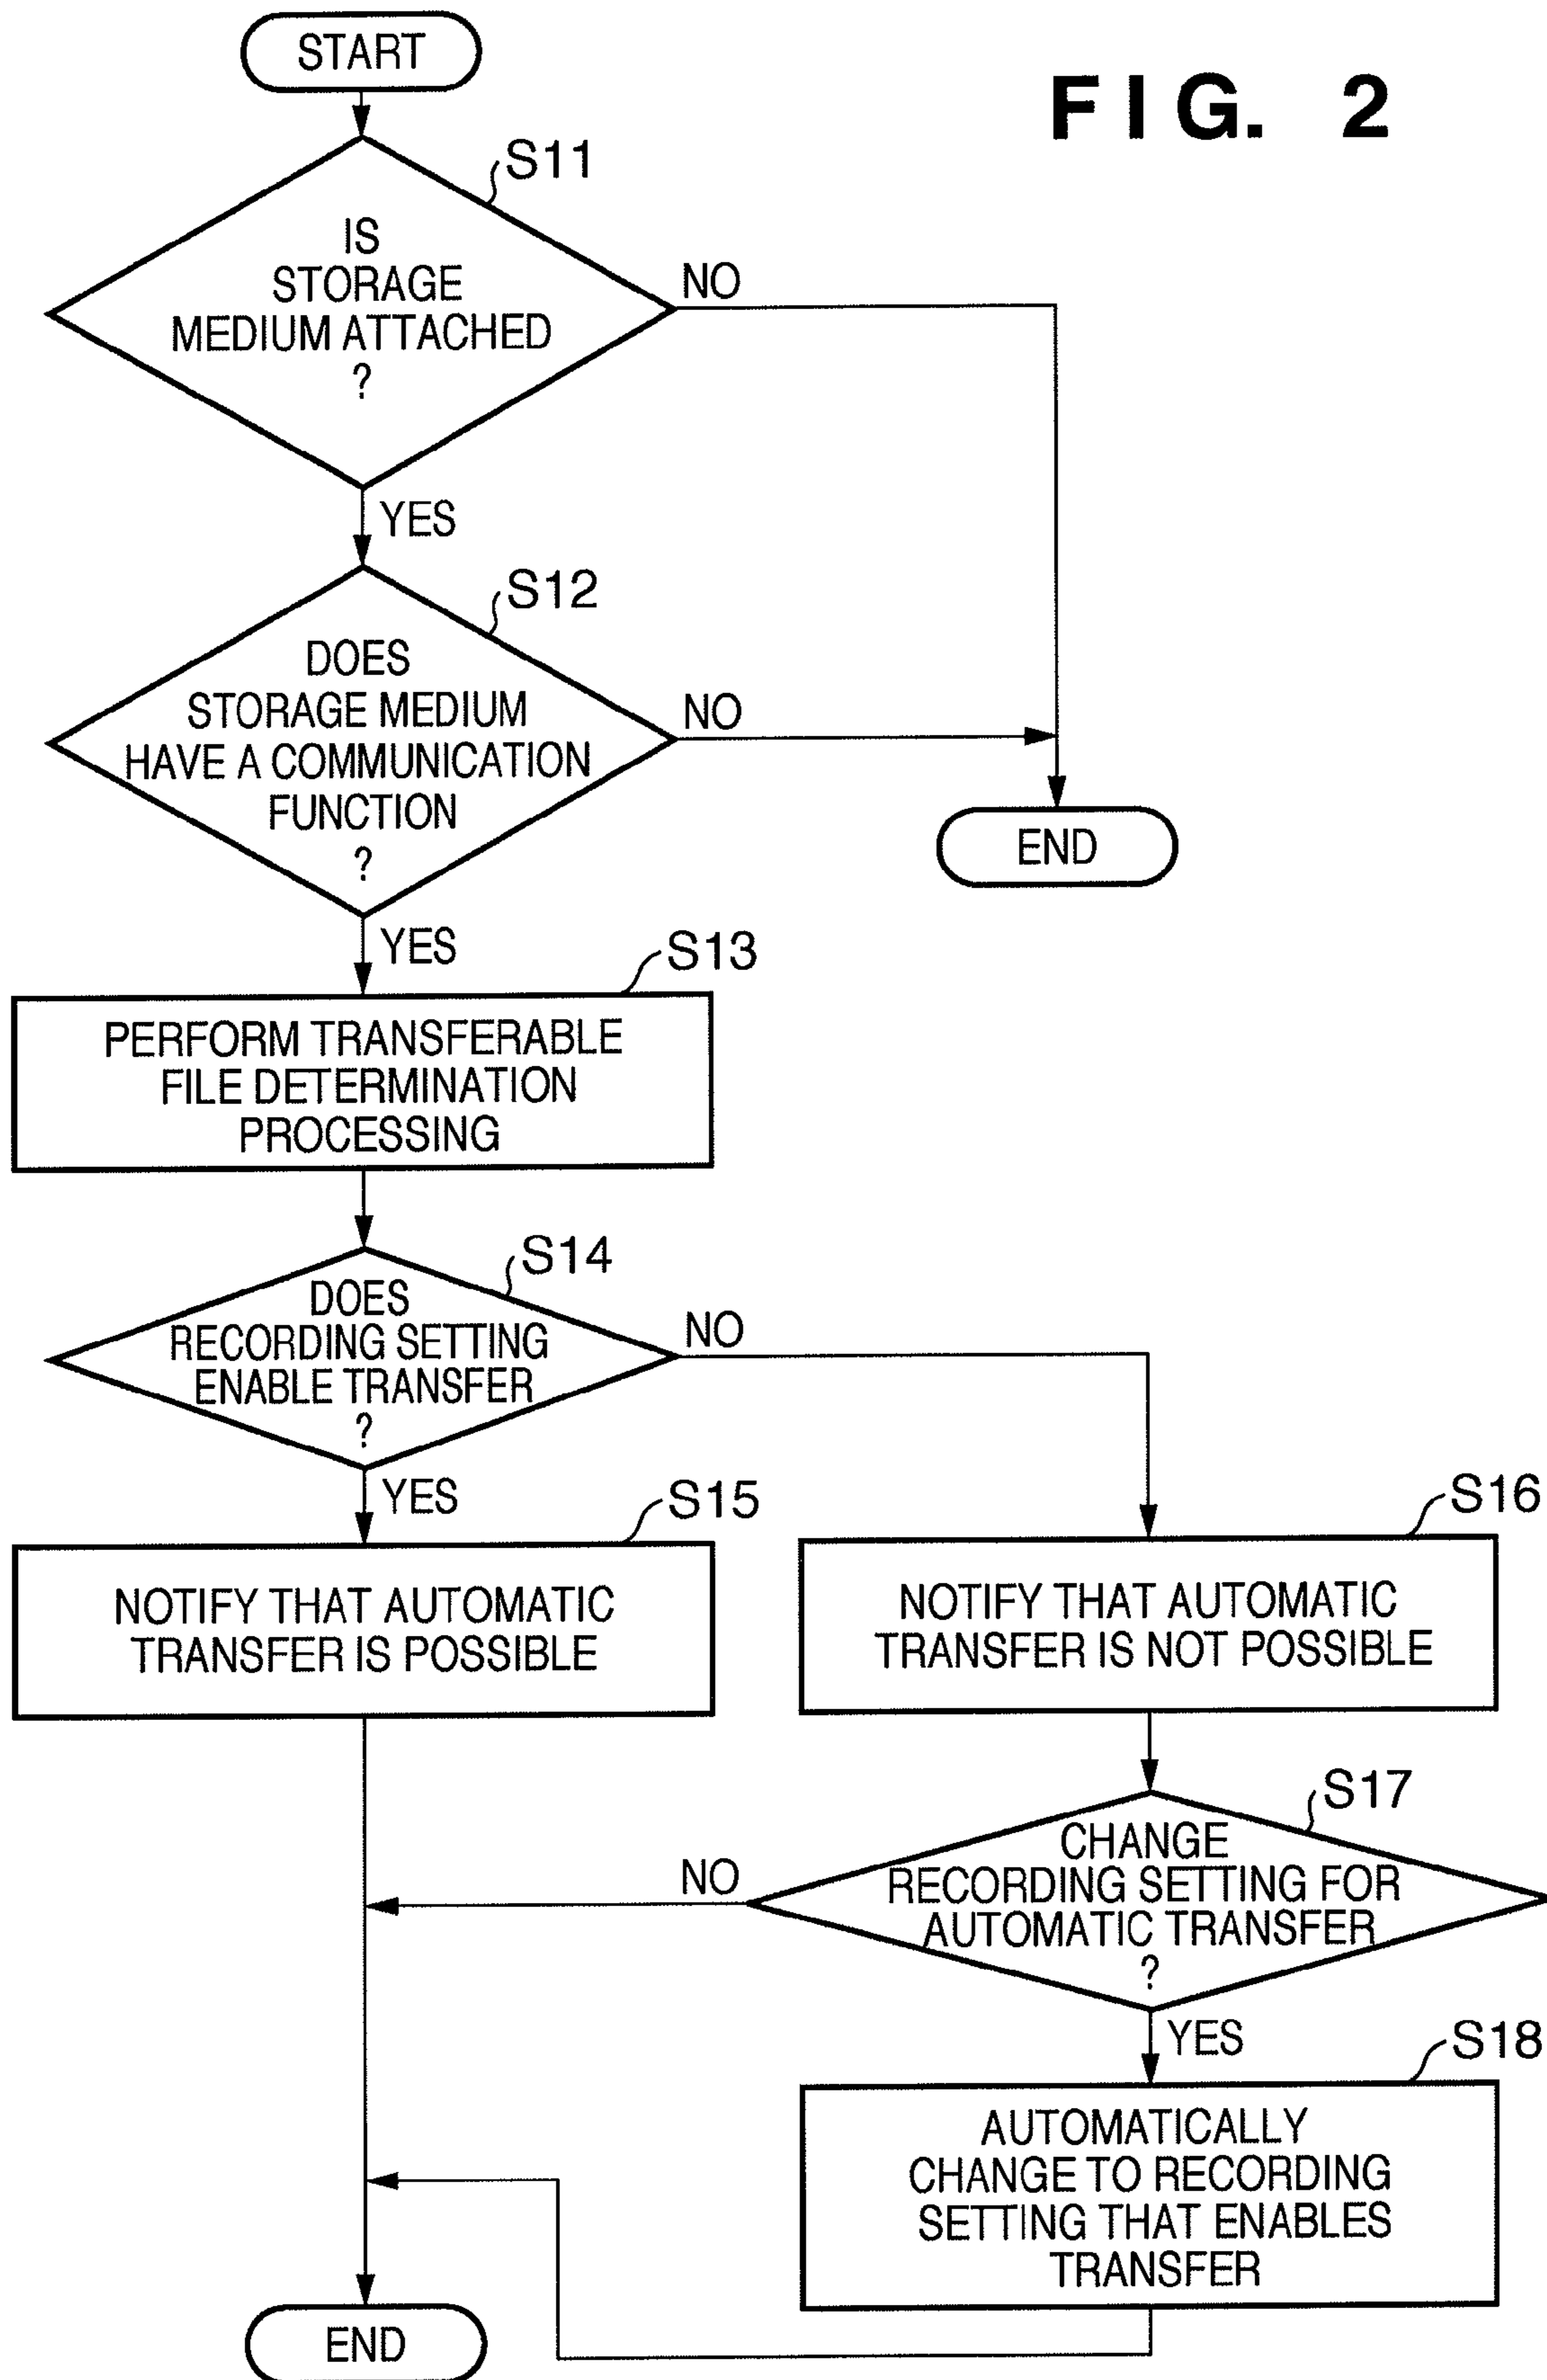 START
FIG. 2
S11
IS
STORAGE
MEDIUM ATTACHED
?
NO
YES
S12
DOES
STORAGE MEDIUM
HAVE A COMMUNICATION
FUNCTION
?
NO
END
YES
S13
PERFORM TRANSFERABLE
FILE DETERMINATION
PROCESSING
S14
DOES
RECORDING SETTING
ENABLE TRANSFER
?
NO
YES
S15
NOTIFY THAT AUTOMATIC
TRANSFER IS POSSIBLE
S16
NOTIFY THAT AUTOMATIC
TRANSFER IS NOT POSSIBLE
S17
CHANGE
RECORDING SETTING FOR
AUTOMATIC TRANSFER
?
NO
YES
S18
AUTOMATICALLY
CHANGE TO RECORDING
SETTING THAT ENABLES
TRANSFER
END